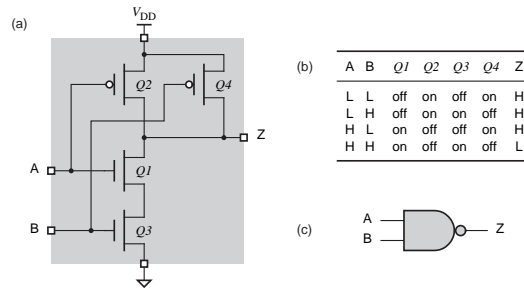 (a)
V_DD
Q2
Q4
Z
A
Q1
B
Q3
(b)
A B Q1 Q2 Q3 Q4 Z
L L off on off on H
L H off on on off H
H L on off off on H
H H on off on off L
(c)
A
B
Z